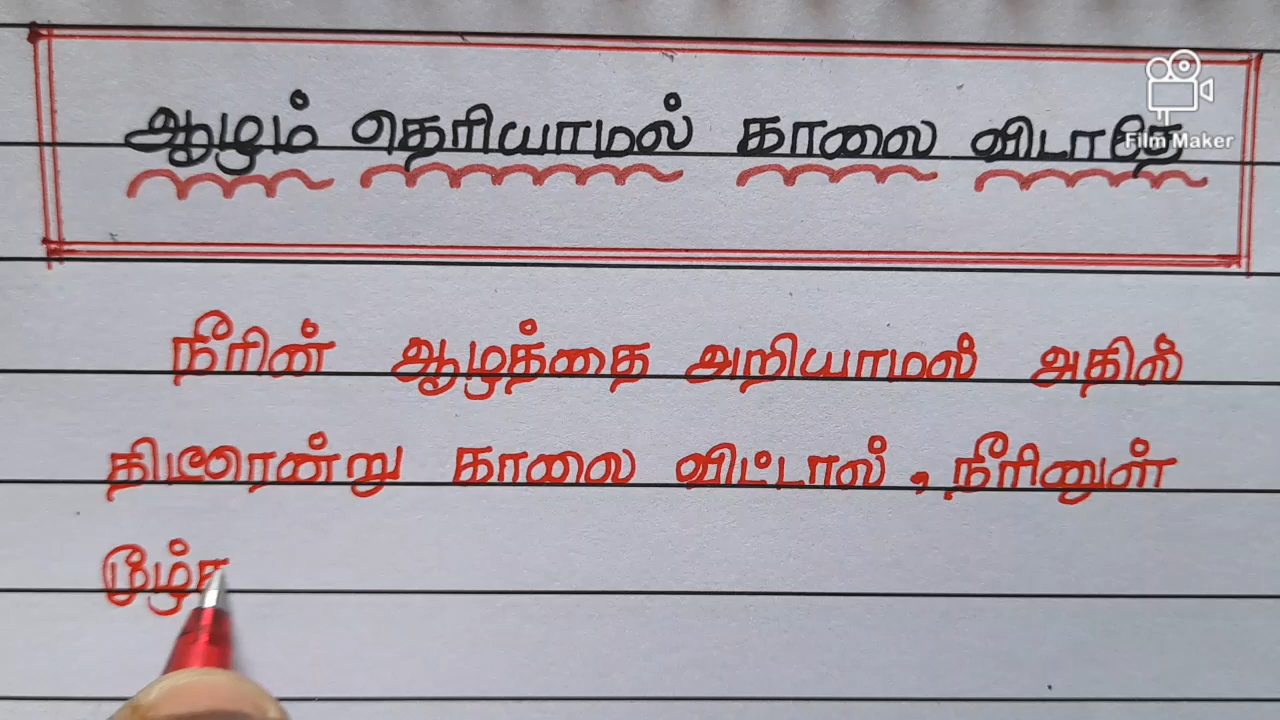 ஆழம் தெரியாமல் காலை விடாதே
Film Maker
நீரின் ஆழத்தை அறியாமல் அதில்
திடீரென்று காலை விட்டால் , நீரினுள்
மூழ்க